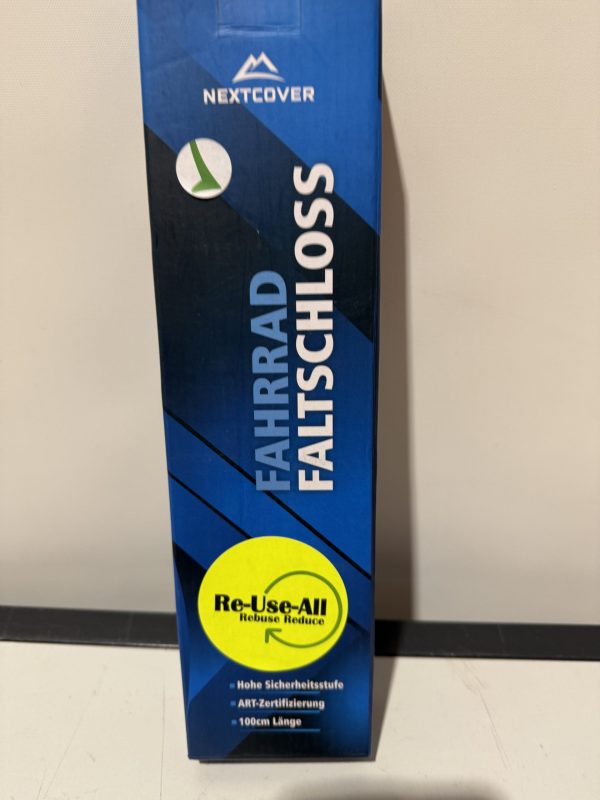 NEXTCOVER
FAHRRAD
FALTSCHLOSS
Re-Use-All
Rebuse Reduce
Hohe Sicherheitsstufe
ART-Zertifizierung
100cm Länge